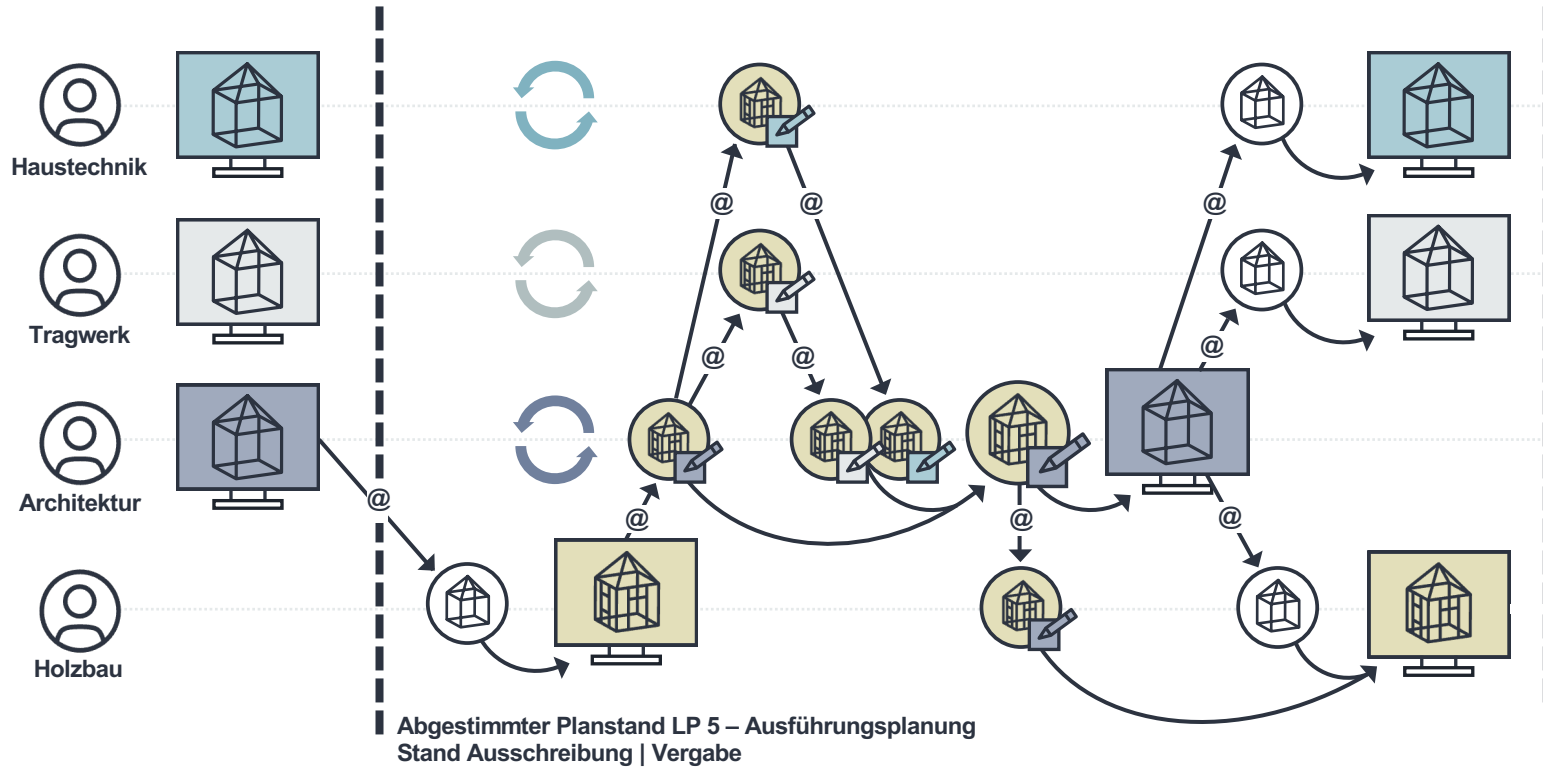 Haustechnik
@
@
Tragwerk
@
@
@
@
Architektur
@
@
@
@
Holzbau
Abgestimmter Planstand LP 5 – Ausführungsplanung
Stand Ausschreibung | Vergabe